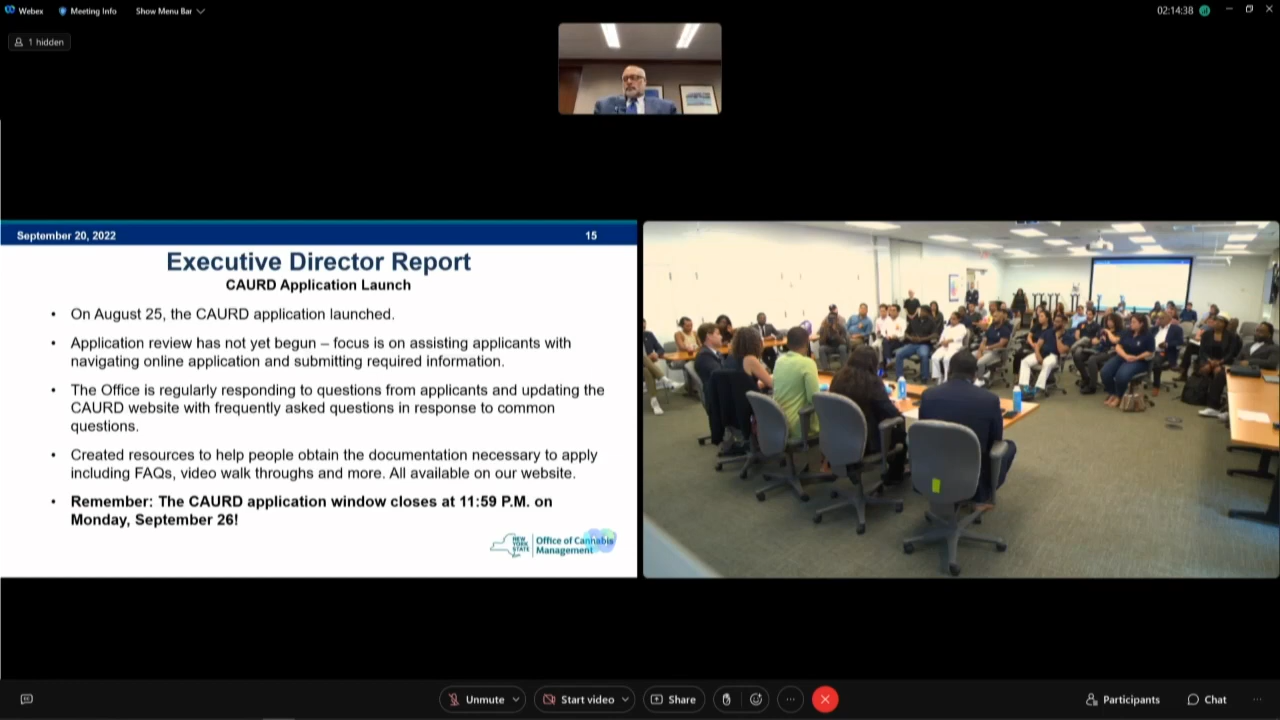 Webex
Meeting Info
Show Menu Bar
02:14:38
1 hidden
September 20, 2022
15
Executive Director Report
CAURD Application Launch
• On August 25, the CAURD application launched.
• Application review has not yet begun – focus is on assisting applicants with
navigating online application and submitting required information.
• The Office is regularly responding to questions from applicants and updating the
CAURD website with frequently asked questions in response to common
questions.
• Created resources to help people obtain the documentation necessary to apply
including FAQs, video walk throughs and more. All available on our website.
• Remember: The CAURD application window closes at 11:59 P.M. on
Monday, September 26!
NEW
YORK
STATE
Office of Cannabis
Management
Unmute
Start video
Share
Participants
Chat